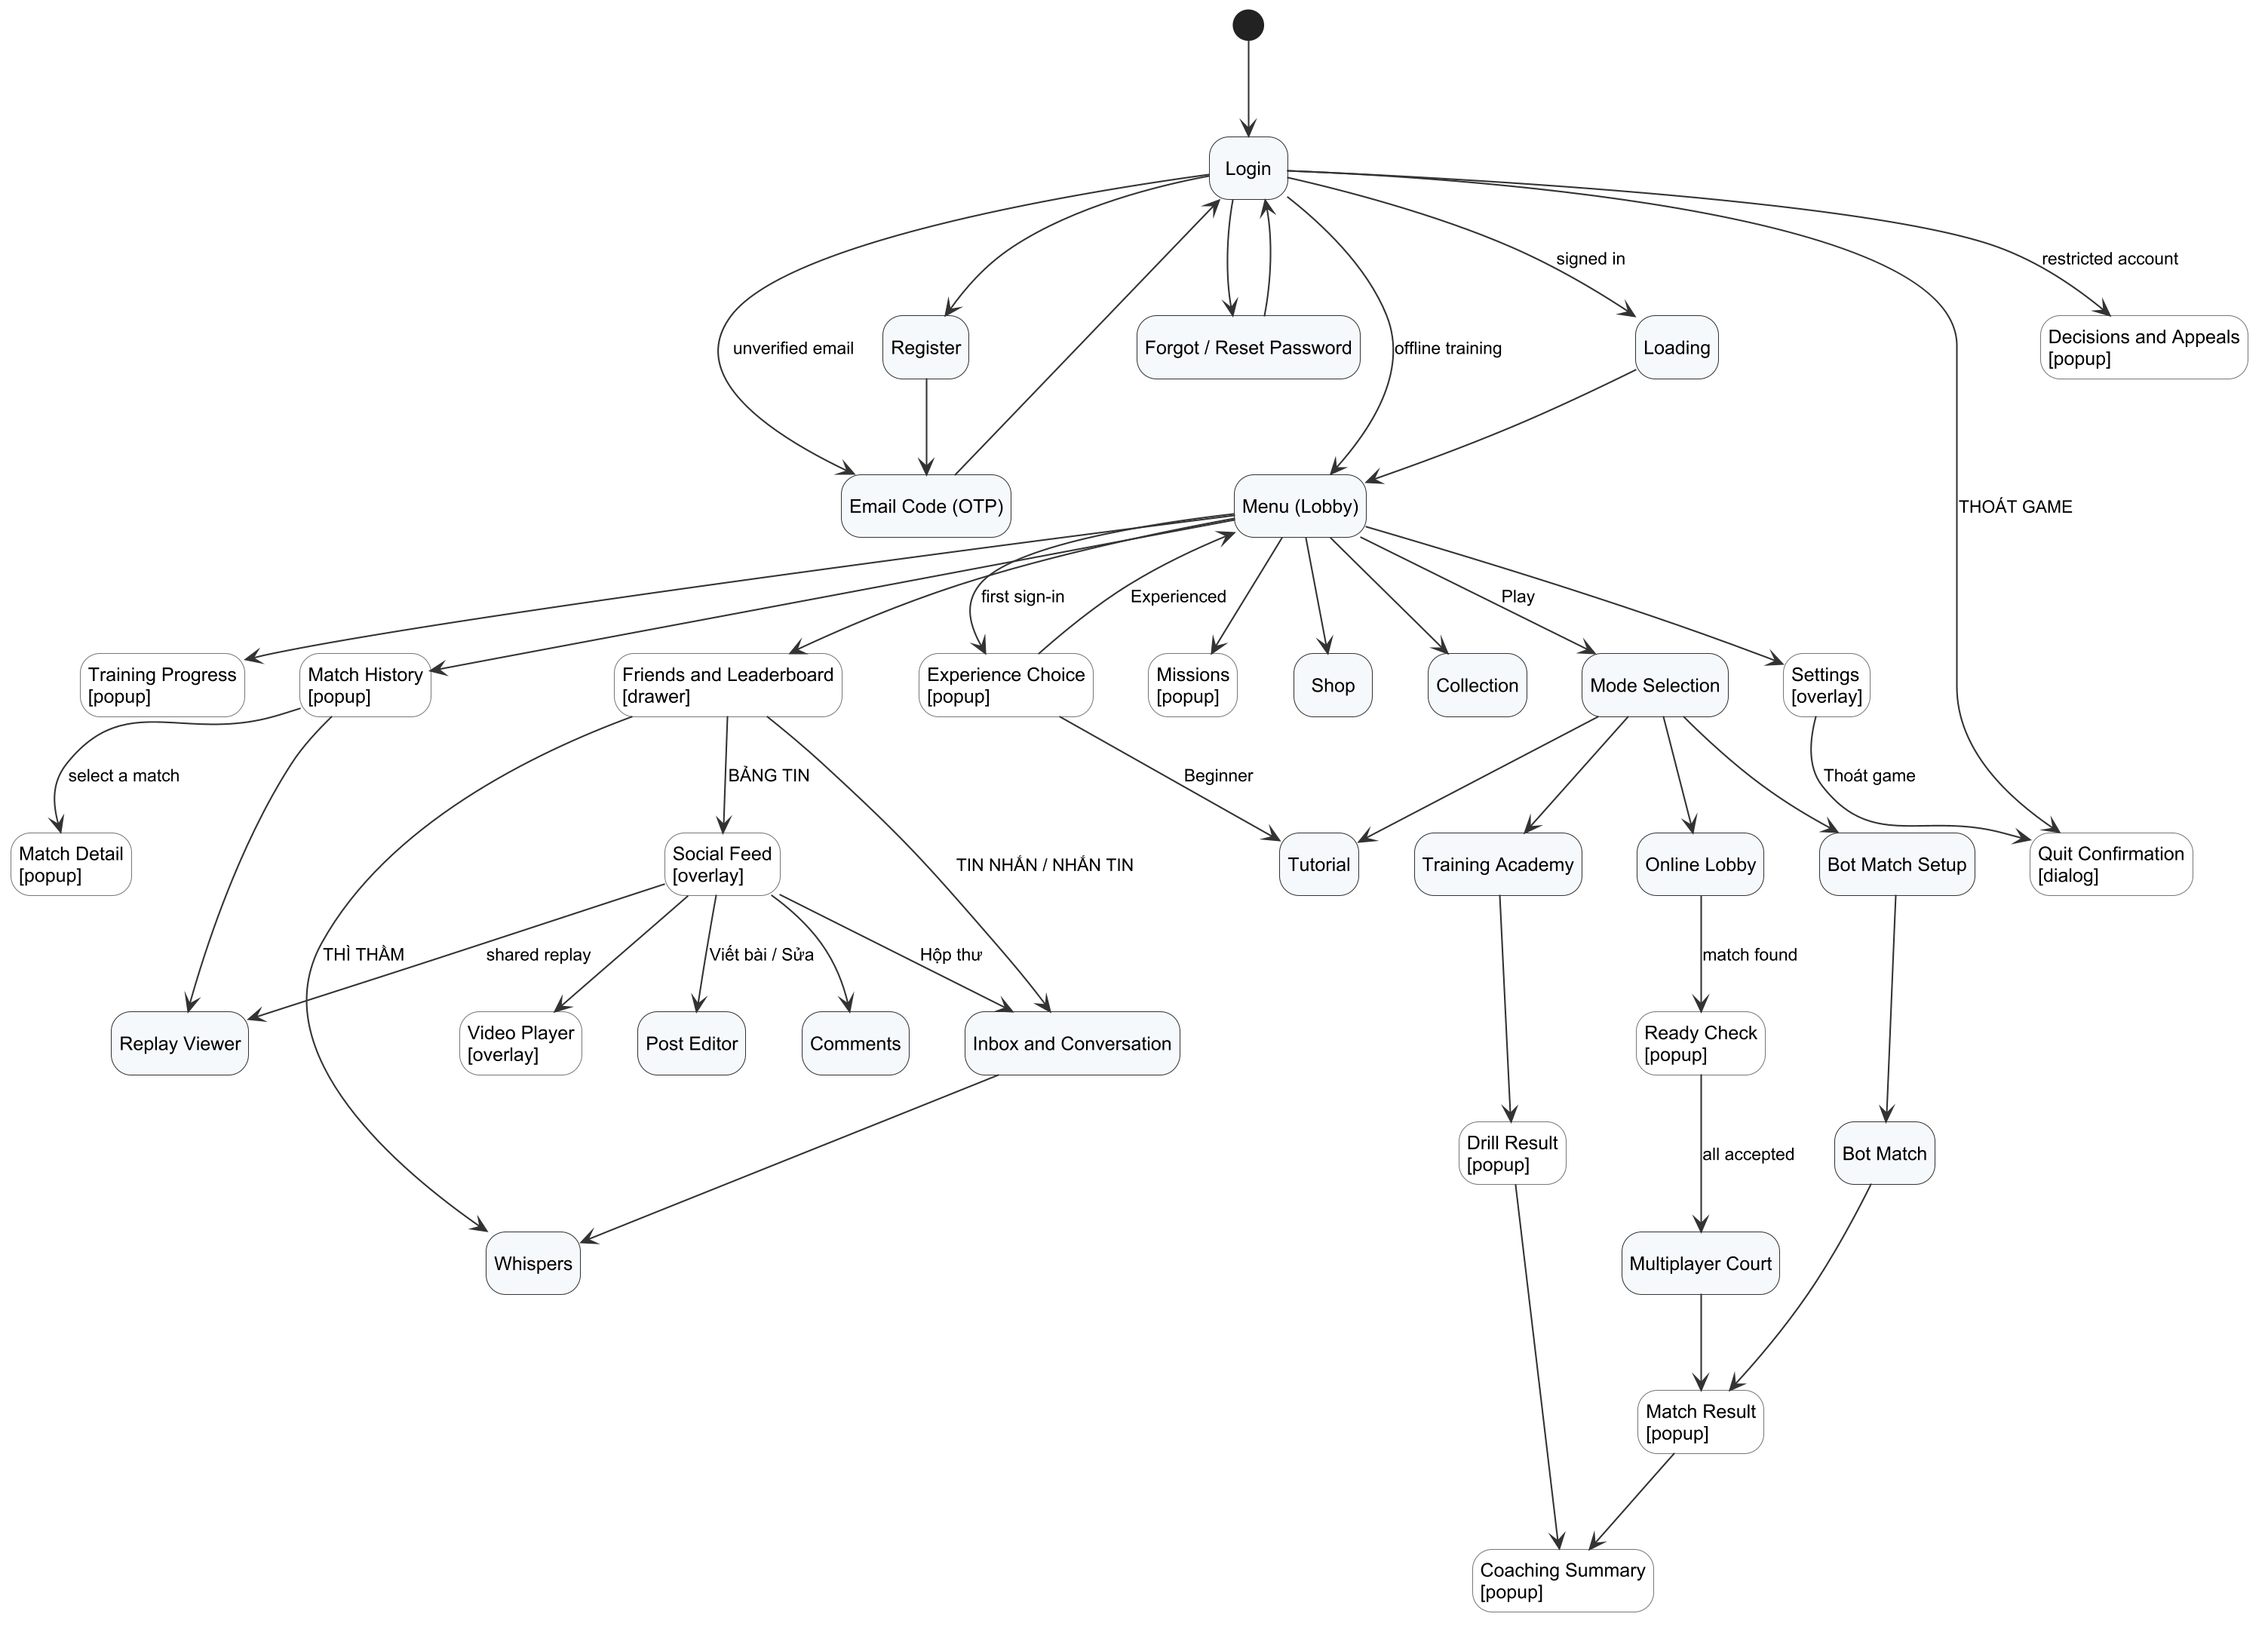 Login
signed in
restricted account
unverified email
Register
Forgot / Reset Password
offline training
Loading
Decisions and Appeals
[popup]
Email Code (OTP)
Menu (Lobby)
THOÁT GAME
first sign-in
Experienced
Play
Training Progress
[popup]
Match History
[popup]
Friends and Leaderboard
[drawer]
Experience Choice
[popup]
Missions
[popup]
Shop
Collection
Mode Selection
Settings
[overlay]
select a match
BẢNG TIN
Beginner
Thoát game
Match Detail
[popup]
Social Feed
[overlay]
TIN NHẮN / NHẮN TIN
Tutorial
Training Academy
Online Lobby
Bot Match Setup
Quit Confirmation
[dialog]
THÌ THẦM
shared replay
Viết bài / Sửa
Hộp thư
match found
Replay Viewer
Video Player
[overlay]
Post Editor
Comments
Inbox and Conversation
Ready Check
[popup]
Drill Result
[popup]
all accepted
Bot Match
Whispers
Multiplayer Court
Match Result
[popup]
Coaching Summary
[popup]